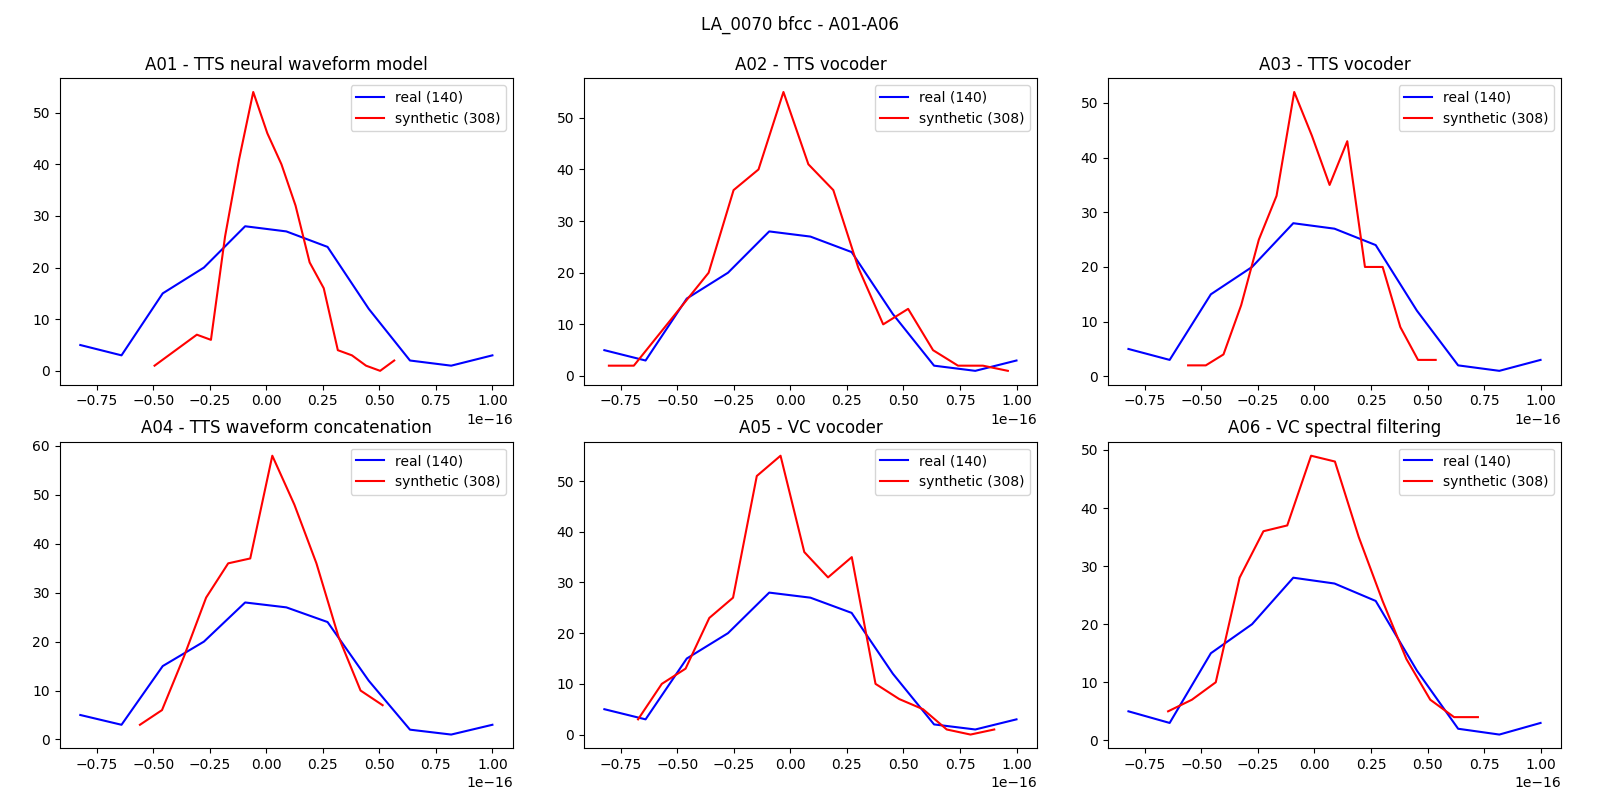 LA_0070 bfcc - A01-A06
A01 - TTS neural waveform model
50
40
30
20
10
0
real (140)
synthetic (308)
−0.75 −0.50 −0.25 0.00 0.25 0.50 0.75 1.00
1e−16
A02 - TTS vocoder
50
40
30
20
10
0
real (140)
synthetic (308)
−0.75 −0.50 −0.25 0.00 0.25 0.50 0.75 1.00
1e−16
A03 - TTS vocoder
50
40
30
20
10
0
real (140)
synthetic (308)
−0.75 −0.50 −0.25 0.00 0.25 0.50 0.75 1.00
1e−16
A04 - TTS waveform concatenation
60
50
40
30
20
10
0
real (140)
synthetic (308)
−0.75 −0.50 −0.25 0.00 0.25 0.50 0.75 1.00
1e−16
A05 - VC vocoder
50
40
30
20
10
0
real (140)
synthetic (308)
−0.75 −0.50 −0.25 0.00 0.25 0.50 0.75 1.00
1e−16
A06 - VC spectral filtering
50
40
30
20
10
0
real (140)
synthetic (308)
−0.75 −0.50 −0.25 0.00 0.25 0.50 0.75 1.00
1e−16